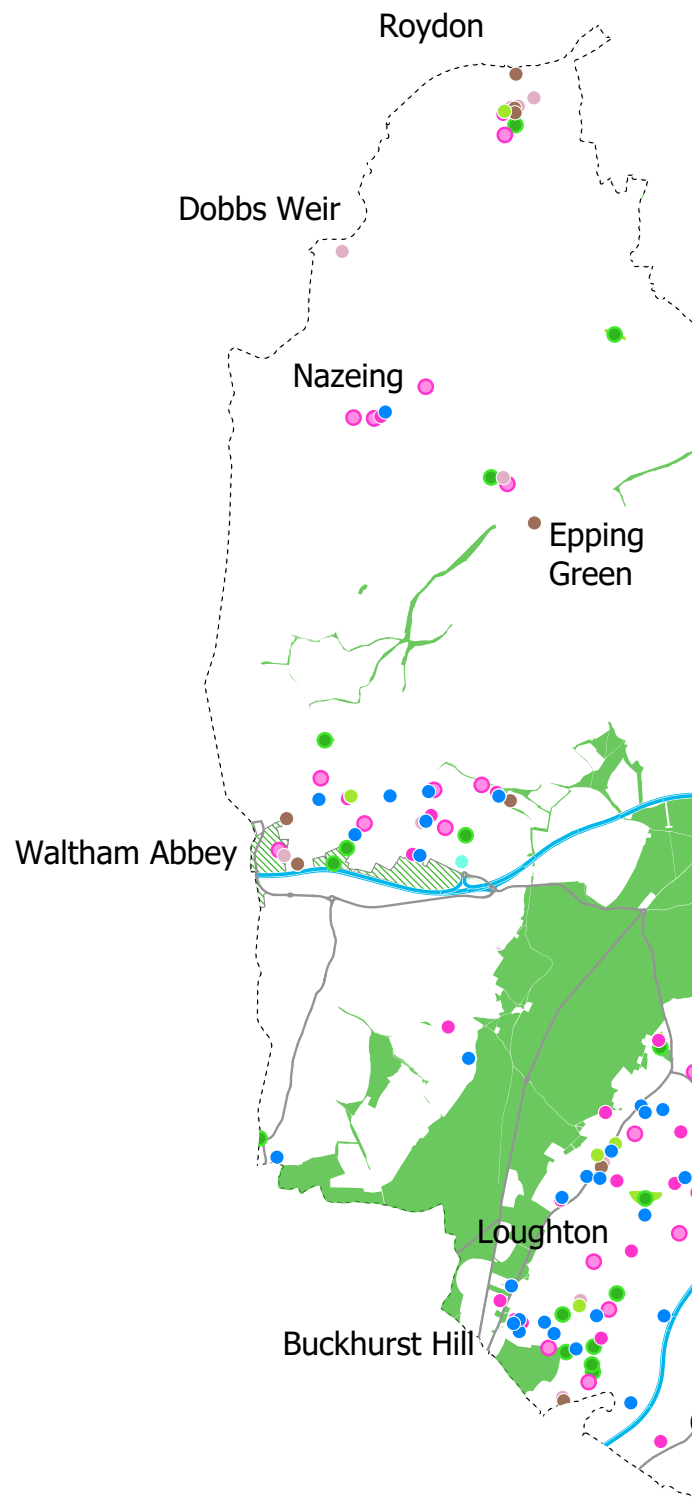 Roydon
Dobbs Weir
Nazeing
Epping
Green
Waltham Abbey
Loughton
Buckhurst Hill